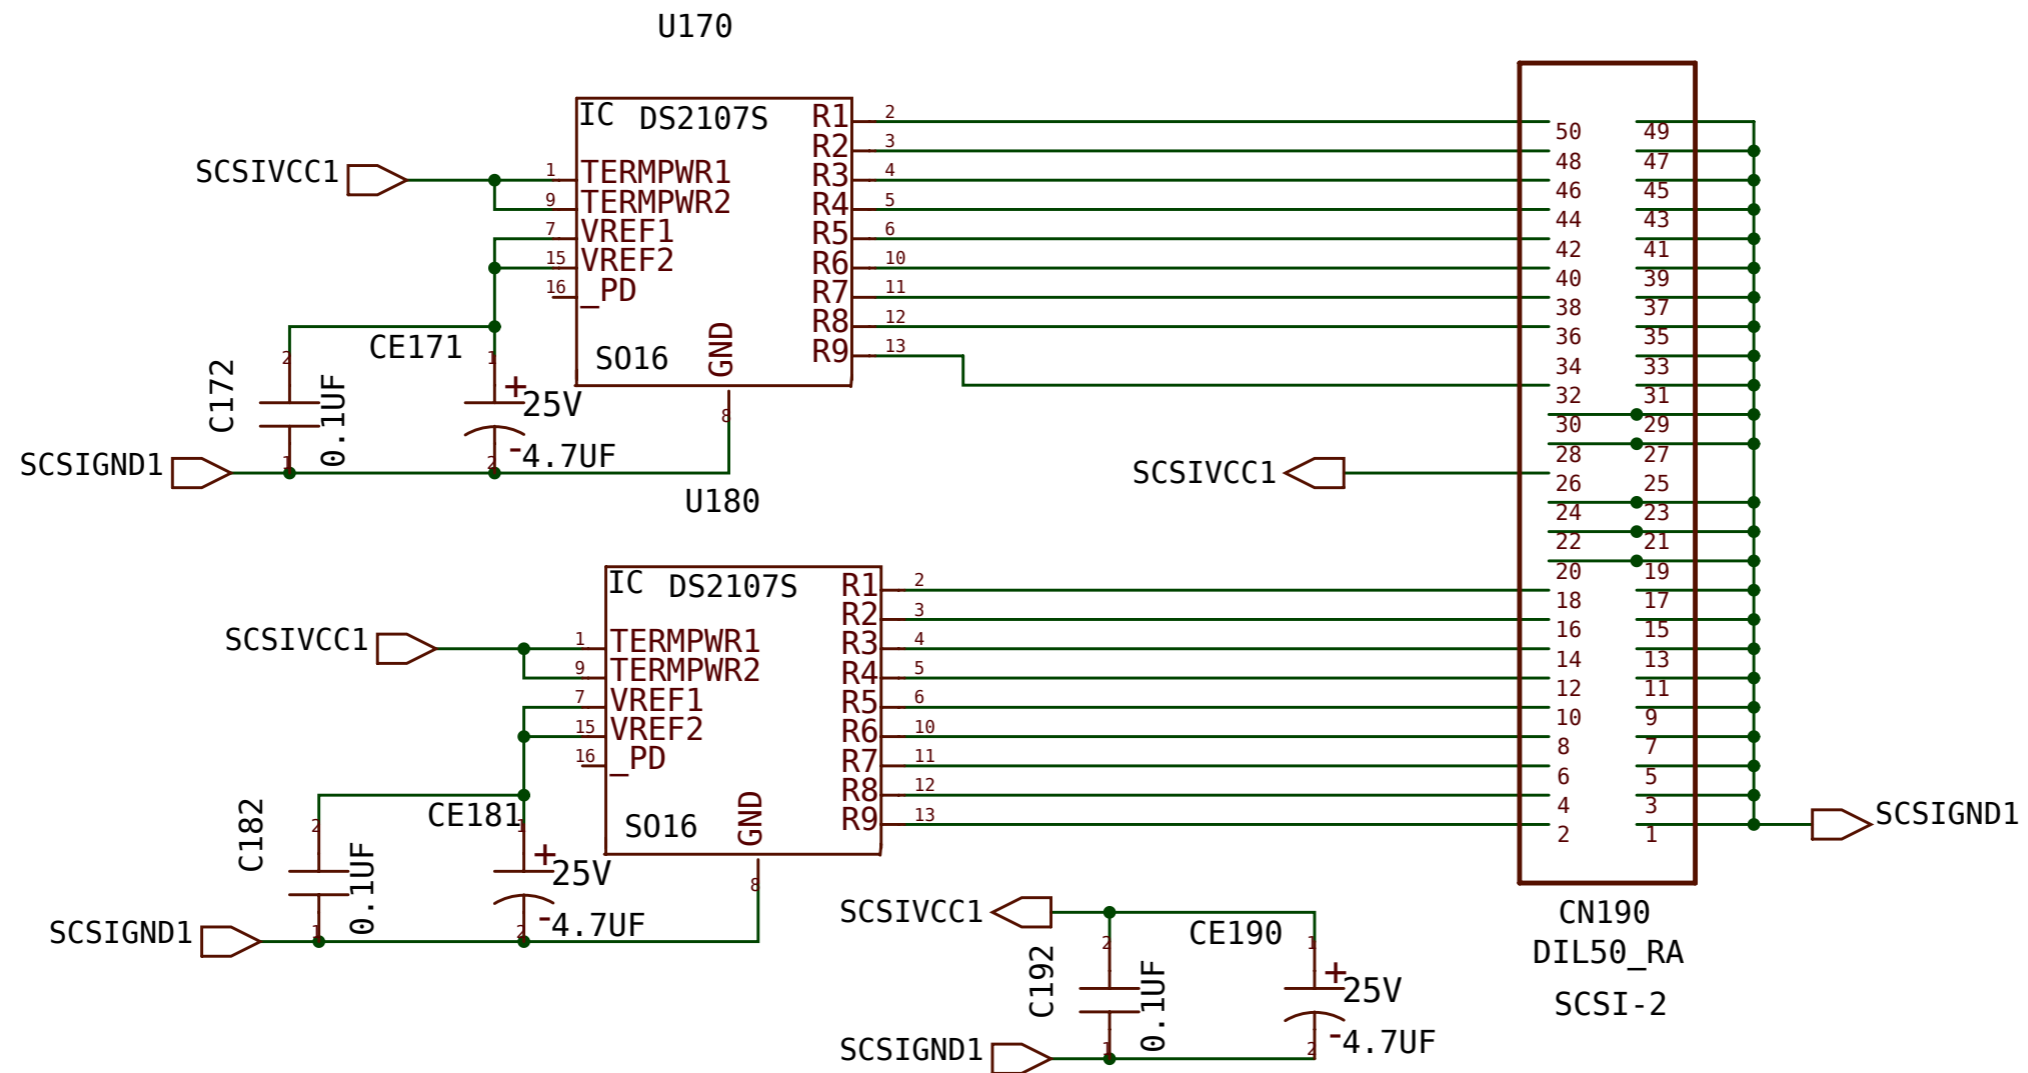 U170
IC DS2107S
SCSIVCC1
1 TERMPWR1
9 TERMPWR2
7 VREF1
15 VREF2
16 _PD
SO16
GND
8
R1 2
R2 3
R3 4
R4 5
R5 6
R6 10
R7 11
R8 12
R9 13
CE171
1
+
25V
-4.7UF
2
C172
2
0.1UF
1
SCSIGND1
U180
IC DS2107S
SCSIVCC1
1 TERMPWR1
9 TERMPWR2
7 VREF1
15 VREF2
16 _PD
SO16
GND
8
R1 2
R2 3
R3 4
R4 5
R5 6
R6 10
R7 11
R8 12
R9 13
CE181
1
+
25V
-4.7UF
2
C182
2
0.1UF
1
SCSIGND1
SCSIVCC1
50 49
48 47
46 45
44 43
42 41
40 39
38 37
36 35
34 33
32 31
30 29
28 27
26 25
24 23
22 21
20 19
18 17
16 15
14 13
12 11
10 9
8 7
6 5
4 3
2 1
SCSIGND1
CN190
DIL50_RA
SCSI-2
SCSIVCC1
CE190
1
+
25V
-4.7UF
2
C192
2
0.1UF
1
SCSIGND1